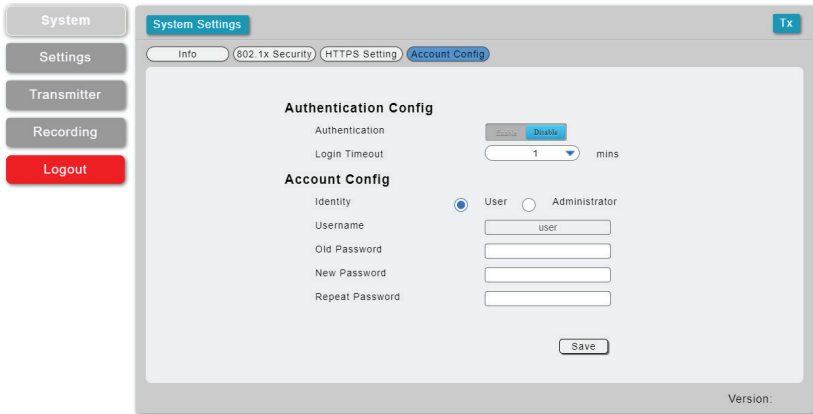 System
Settings
Transmitter
Recording
Logout
System Settings
Tx
Info 802.1x Security HTTPS Setting Account Config
Authentication Config
Authentication Enable Disable
Login Timeout 1 mins
Account Config
Identity User Administrator
Username user
Old Password
New Password
Repeat Password
Save
Version: